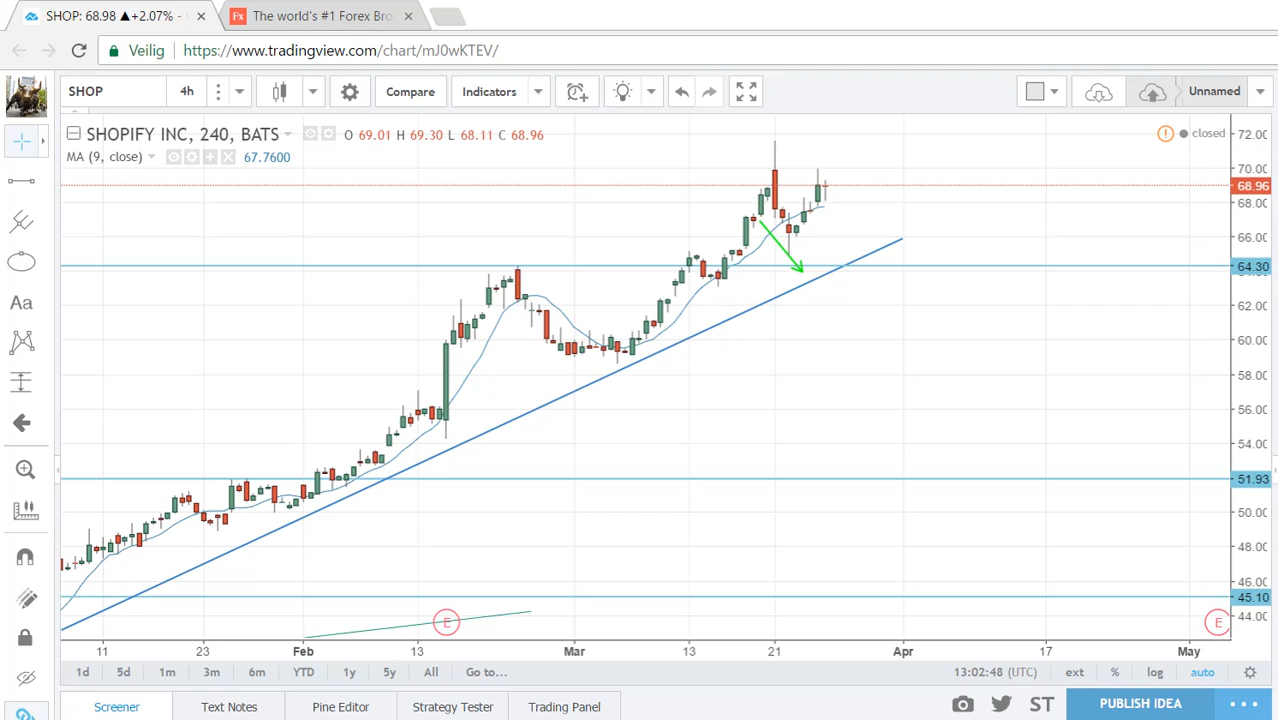 SHOP: 68.98 ▲+2.07% -
The world's #1 Forex Bro
Veilig
https://www.tradingview.com/chart/mJ0wKTEV/
SHOP 4h Compare Indicators Unnamed
SHOPIFY INC, 240, BATS O 69.01 H 69.30 L 68.11 C 68.96 closed
MA (9, close) 67.7600
72.00
70.00
68.96
68.00
66.00
64.30
62.00
60.00
58.00
56.00
54.00
51.93
50.00
48.00
46.00
45.10
44.00
E E
11 23 Feb 13 Mar 13 21 Apr 17 May
1d 5d 1m 3m 6m YTD 1y 5y All Go to... 13:02:48 (UTC) ext % log auto
Aa
Screener Text Notes Pine Editor Strategy Tester Trading Panel ST PUBLISH IDEA